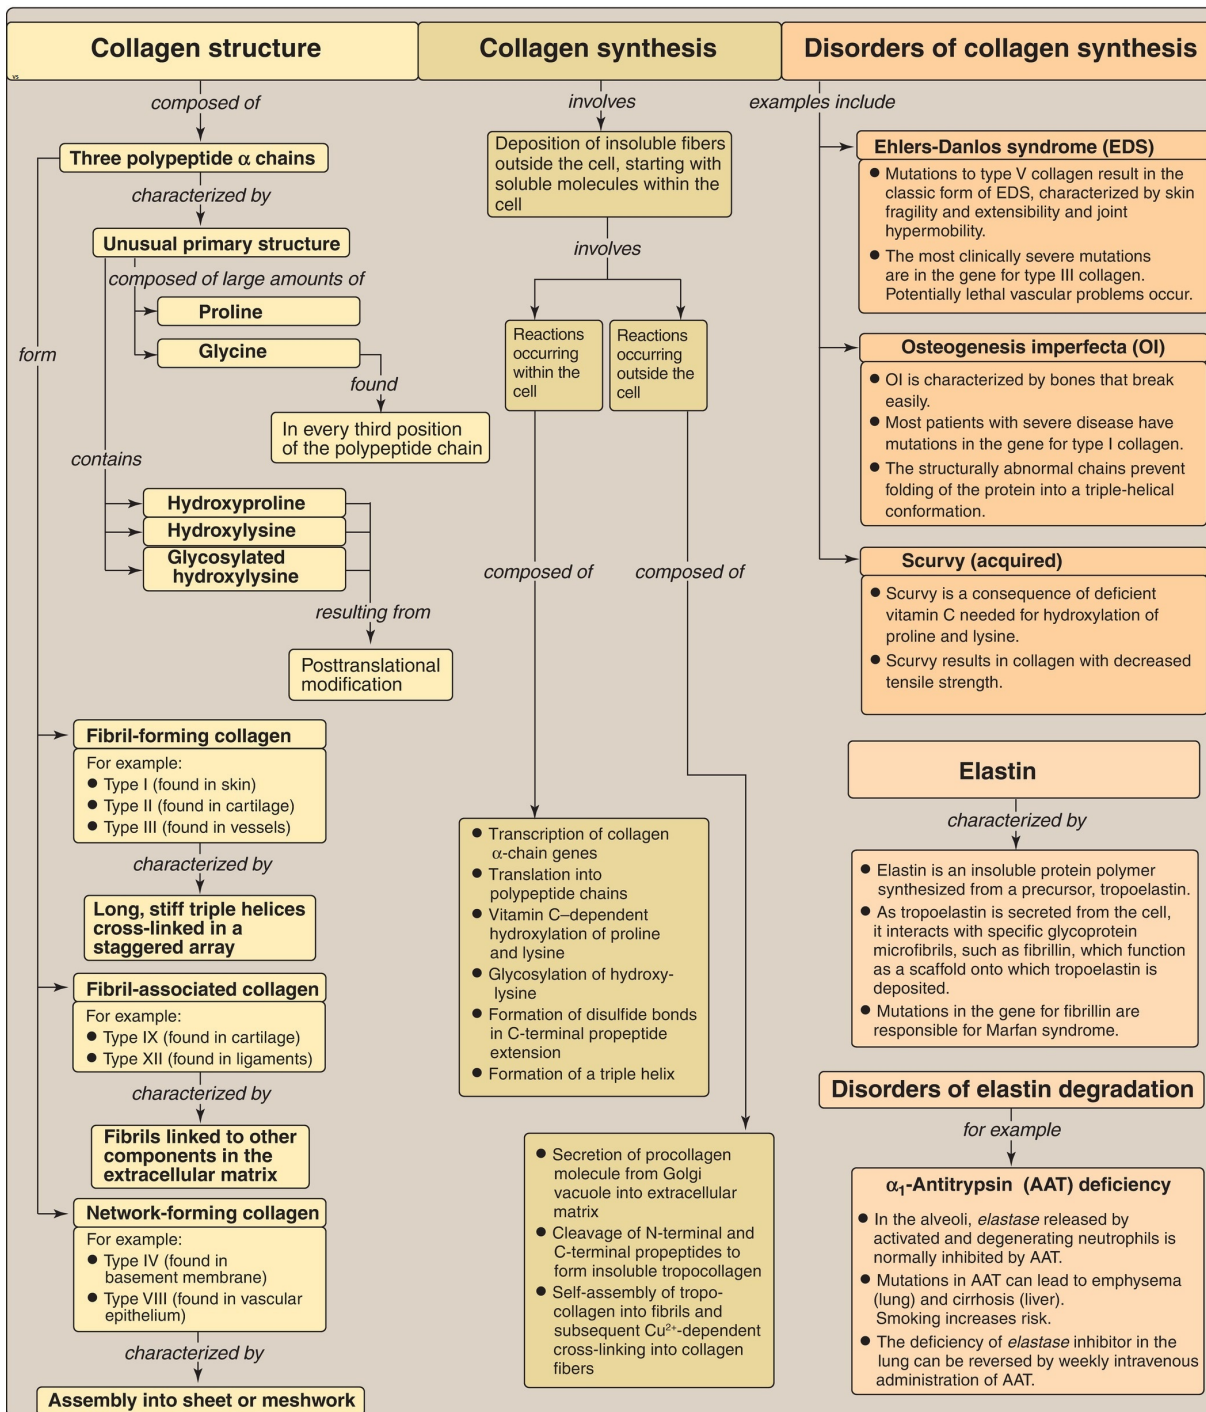 Collagen structure
vs
composed of
Three polypeptide α chains
characterized by
Unusual primary structure
composed of large amounts of
Proline
Glycine
form
found
In every third position
of the polypeptide chain
contains
Hydroxyproline
Hydroxylysine
Glycosylated
hydroxylysine
resulting from
Posttranslational
modification
Fibril-forming collagen
For example:
● Type I (found in skin)
● Type II (found in cartilage)
● Type III (found in vessels)
characterized by
Long, stiff triple helices
cross-linked in a
staggered array
Fibril-associated collagen
For example:
● Type IX (found in cartilage)
● Type XII (found in ligaments)
characterized by
Fibrils linked to other
components in the
extracellular matrix
Network-forming collagen
For example:
● Type IV (found in
basement membrane)
● Type VIII (found in vascular
epithelium)
characterized by
Assembly into sheet or meshwork
Collagen synthesis
involves
Deposition of insoluble fibers
outside the cell, starting with
soluble molecules within the
cell
involves
Reactions
occurring
within the
cell
Reactions
occurring
outside the
cell
composed of
composed of
● Transcription of collagen
α-chain genes
● Translation into
polypeptide chains
● Vitamin C–dependent
hydroxylation of proline
and lysine
● Glycosylation of hydroxy-
lysine
● Formation of disulfide bonds
in C-terminal propeptide
extension
● Formation of a triple helix
● Secretion of procollagen
molecule from Golgi
vacuole into extracellular
matrix
● Cleavage of N-terminal and
C-terminal propeptides to
form insoluble tropocollagen
● Self-assembly of tropo-
collagen into fibrils and
subsequent Cu²⁺-dependent
cross-linking into collagen
fibers
Disorders of collagen synthesis
examples include
Ehlers-Danlos syndrome (EDS)
● Mutations to type V collagen result in the
classic form of EDS, characterized by skin
fragility and extensibility and joint
hypermobility.
● The most clinically severe mutations
are in the gene for type III collagen.
Potentially lethal vascular problems occur.
Osteogenesis imperfecta (OI)
● OI is characterized by bones that break
easily.
● Most patients with severe disease have
mutations in the gene for type I collagen.
● The structurally abnormal chains prevent
folding of the protein into a triple-helical
conformation.
Scurvy (acquired)
● Scurvy is a consequence of deficient
vitamin C needed for hydroxylation of
proline and lysine.
● Scurvy results in collagen with decreased
tensile strength.
Elastin
characterized by
● Elastin is an insoluble protein polymer
synthesized from a precursor, tropoelastin.
● As tropoelastin is secreted from the cell,
it interacts with specific glycoprotein
microfibrils, such as fibrillin, which function
as a scaffold onto which tropoelastin is
deposited.
● Mutations in the gene for fibrillin are
responsible for Marfan syndrome.
Disorders of elastin degradation
for example
α₁-Antitrypsin (AAT) deficiency
● In the alveoli, elastase released by
activated and degenerating neutrophils is
normally inhibited by AAT.
● Mutations in AAT can lead to emphysema
(lung) and cirrhosis (liver).
Smoking increases risk.
● The deficiency of elastase inhibitor in the
lung can be reversed by weekly intravenous
administration of AAT.